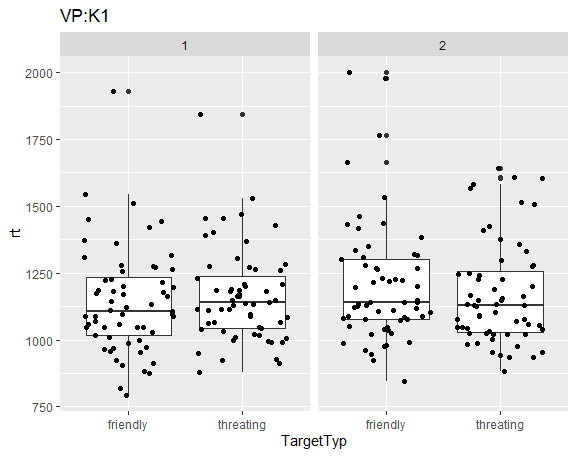 VP:K1
1 2
2000
1750
1500
1250
1000
750
rt
friendly threating friendly threating
TargetTyp